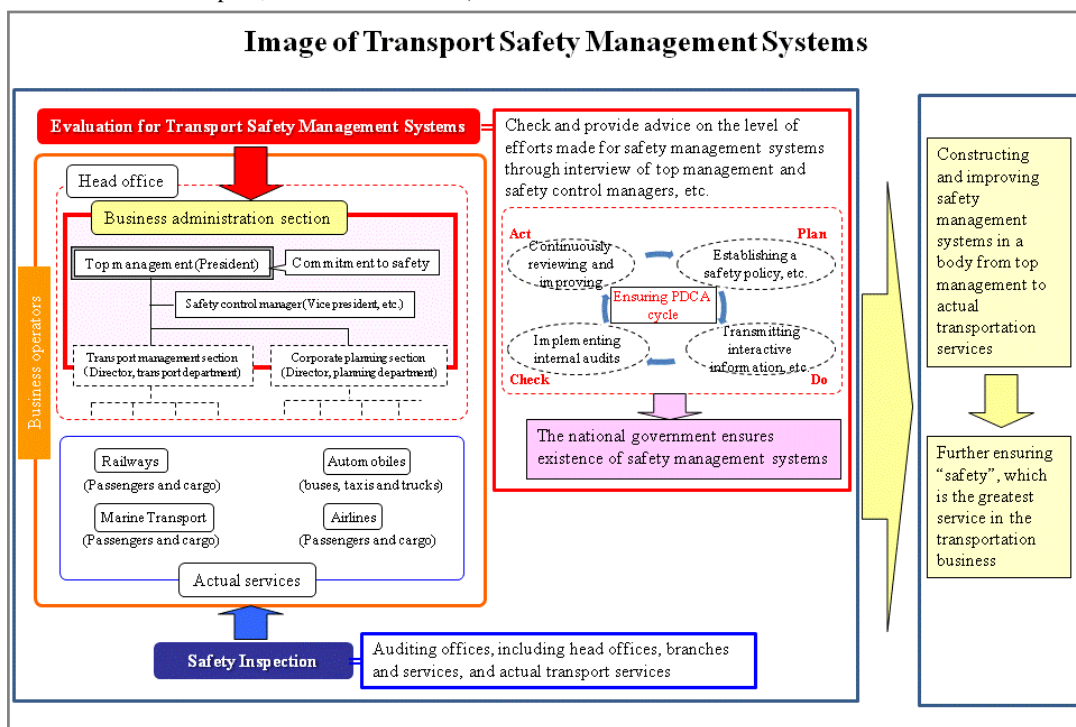 Image of Transport Safety Management Systems
Evaluation for Transport Safety Management Systems
Check and provide advice on the level of
efforts made for safety management systems
through interview of top management and
safety control managers, etc.
Head office
Business administration section
Top management (President)
Commitment to safety
Safety control manager (Vice president, etc.)
Transport management section
(Director, transport department)
Corporate planning section
(Director, planning department)
Business operators
Act
Continuously
reviewing and
improving
Plan
Establishing a
safety policy, etc.
Ensuring PDCA
cycle
Implementing
internal audits
Check
Transmitting
interactive
information, etc.
Do
The national government ensures
existence of safety management systems
Railways
(Passengers and cargo)
Automobiles
(buses, taxis and trucks)
Marine Transport
(Passengers and cargo)
Airlines
(Passengers and cargo)
Actual services
Safety Inspection
Auditing offices, including head offices, branches
and services, and actual transport services
Constructing
and improving
safety
management
systems in a
body from top
management to
actual
transportation
services
Further ensuring
“safety”, which
is the greatest
service in the
transportation
business